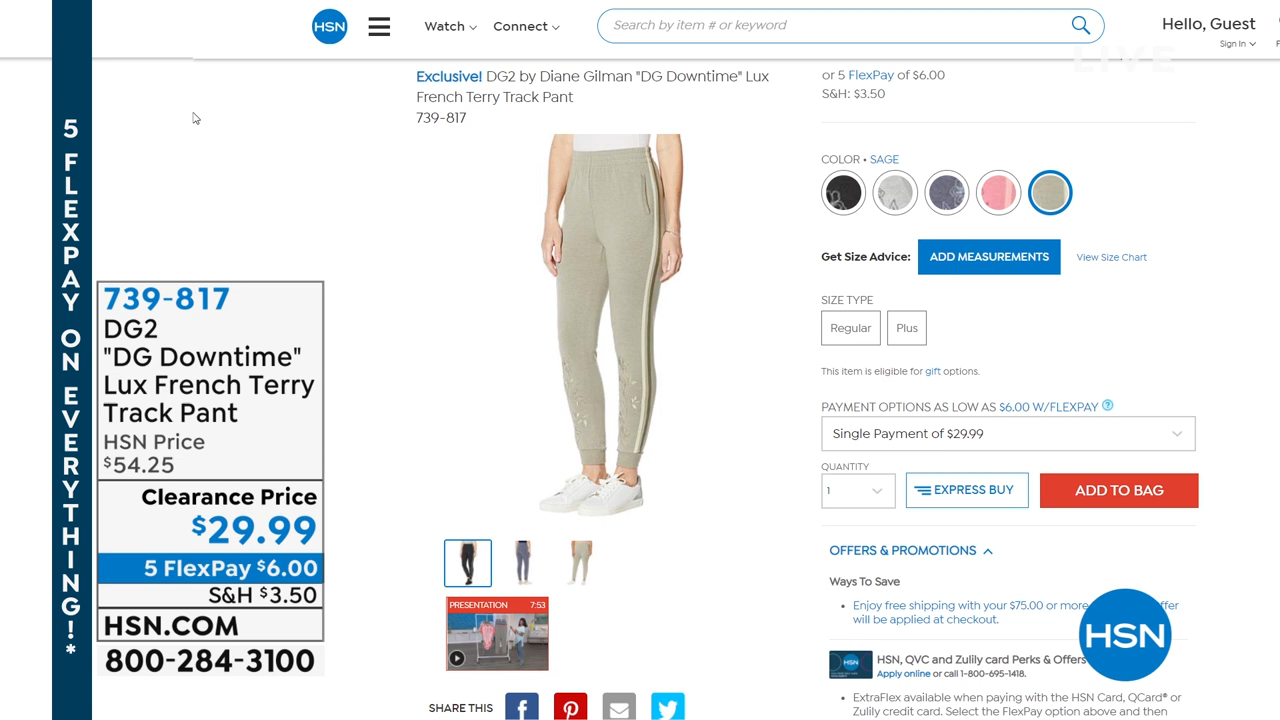 HSN
Watch
Connect
Search by item # or keyword
Hello, Guest
Sign In
LIVE
5 FLEXPAY ON EVERYTHING!*
739-817
DG2
"DG Downtime"
Lux French Terry
Track Pant
HSN Price
$54.25
Clearance Price
$29.99
5 FlexPay $6.00
S&H $3.50
HSN.COM
800-284-3100
Exclusive! DG2 by Diane Gilman "DG Downtime" Lux
French Terry Track Pant
739-817
PRESENTATION 7:53
SHARE THIS
or 5 FlexPay of $6.00
S&H: $3.50
COLOR • SAGE
Get Size Advice: ADD MEASUREMENTS View Size Chart
SIZE TYPE
Regular Plus
This item is eligible for gift options.
PAYMENT OPTIONS AS LOW AS $6.00 W/FLEXPAY ?
Single Payment of $29.99
QUANTITY
1
EXPRESS BUY
ADD TO BAG
OFFERS & PROMOTIONS
Ways To Save
• Enjoy free shipping with your $75.00 or more
will be applied at checkout.
HSN
HSN
HSN, QVC and Zulily card Perks & Offers
Apply online or call 1-800-695-1418.
• ExtraFlex available when paying with the HSN Card, QCard® or
Zulily credit card. Select the FlexPay option above and then